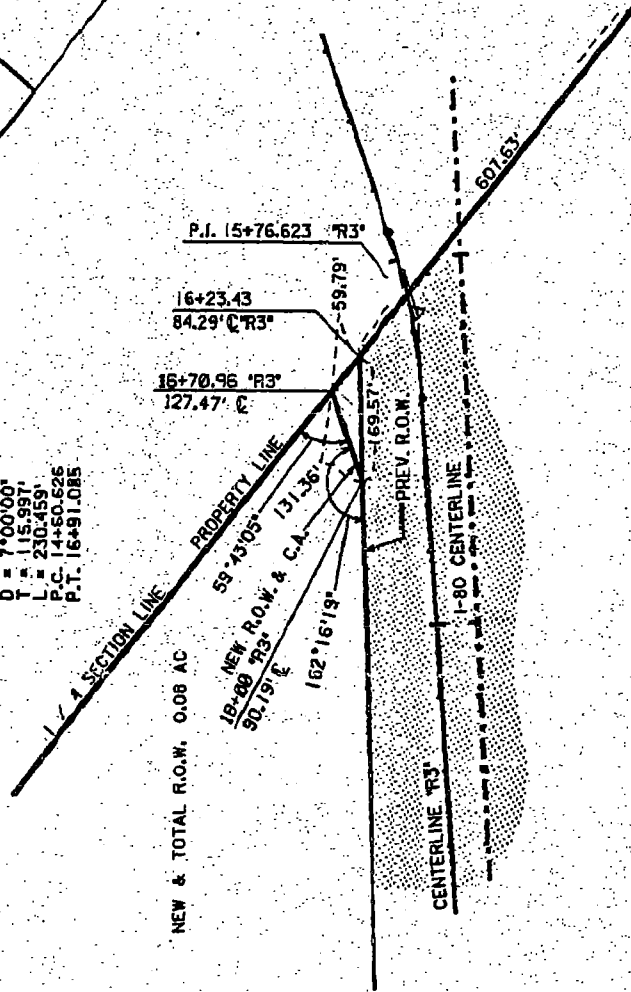 D = 7°00'00"
T = 115.997'
L = 230.459'
P.C. 14+60.626
P.T. 16+91.085
P.I. 15+76.623 "R3"
16+23.43
84.29' ℄ "R3"
16+70.96 "R3"
127.47' ℄
59.79'
607.63'
1/4 SECTION LINE
PROPERTY LINE
59°43'05"
131.36'
169.57'
PREV. R.O.W.
NEW R.O.W. & C.A.
18+00 "R3"
90.19' ℄
162°16'19"
NEW & TOTAL R.O.W. 0.08 AC
CENTERLINE "R3"
I-80 CENTERLINE